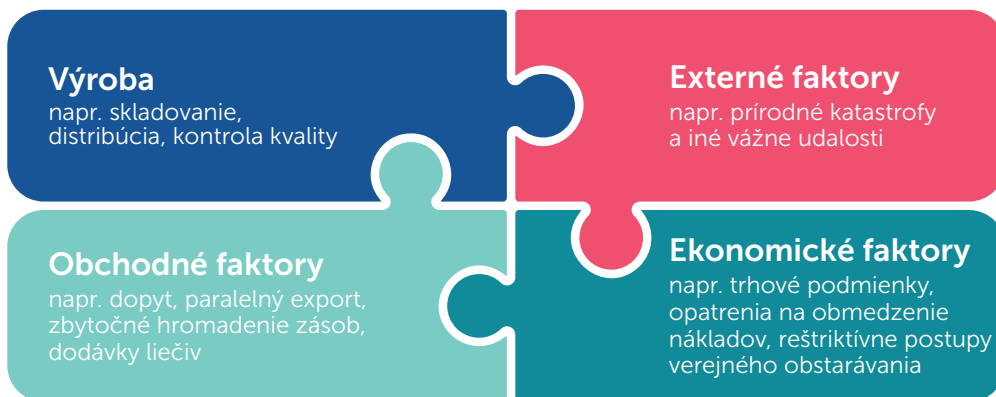 Výroba
napr. skladovanie,
distribúcia, kontrola kvality
Externé faktory
napr. prírodné katastrofy
a iné vážne udalosti
Obchodné faktory
napr. dopyt, paralelný export,
zbytočné hromadenie zásob,
dodávky liečiv
Ekonomické faktory
napr. trhové podmienky,
opatrenia na obmedzenie
nákladov, reštriktívne postupy
verejného obstarávania